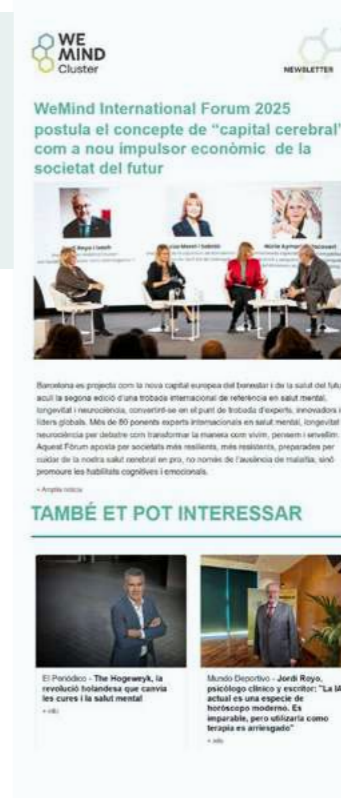 WE
MIND
Cluster
NEWSLETTER
WeMind International Forum 2025
postula el concepte de “capital cerebral”
com a nou impulsor econòmic de la
societat del futur
Barcelona es projecta com la nova capital europea del benestar i de la salut del
acull la segona edició d'una trobada internacional de referència en salut mental,
longevitat i neurociència, convertint-se en el punt de trobada d'experts, innovadors i
líders globals. Més de 80 ponents experts internacionals en salut mental, longevitat
neurociència per debatre com transformar la manera com vivim, pensem i envellim.
Aquest Fòrum aposta per societats més resilients, més resistents, preparades per
cuidar de la nostra salut cerebral en pro, no només de l'ausència de malaltia, sinó
promoure les habilitats cognitives i emocionals.
+ Amplia notícia
TAMBÉ ET POT INTERESSAR
El Periódico - The Hogeweyk, la
revolució holandesa que canvia
les cures i la salut mental
+ info
Mundo Deportivo - Jordi Royo,
psicólogo clínico y escritor: "La IA
actual es una especie de
horóscopo moderno. Es
imparable, pero utilizarla como
terapia es arriesgado"
+ info